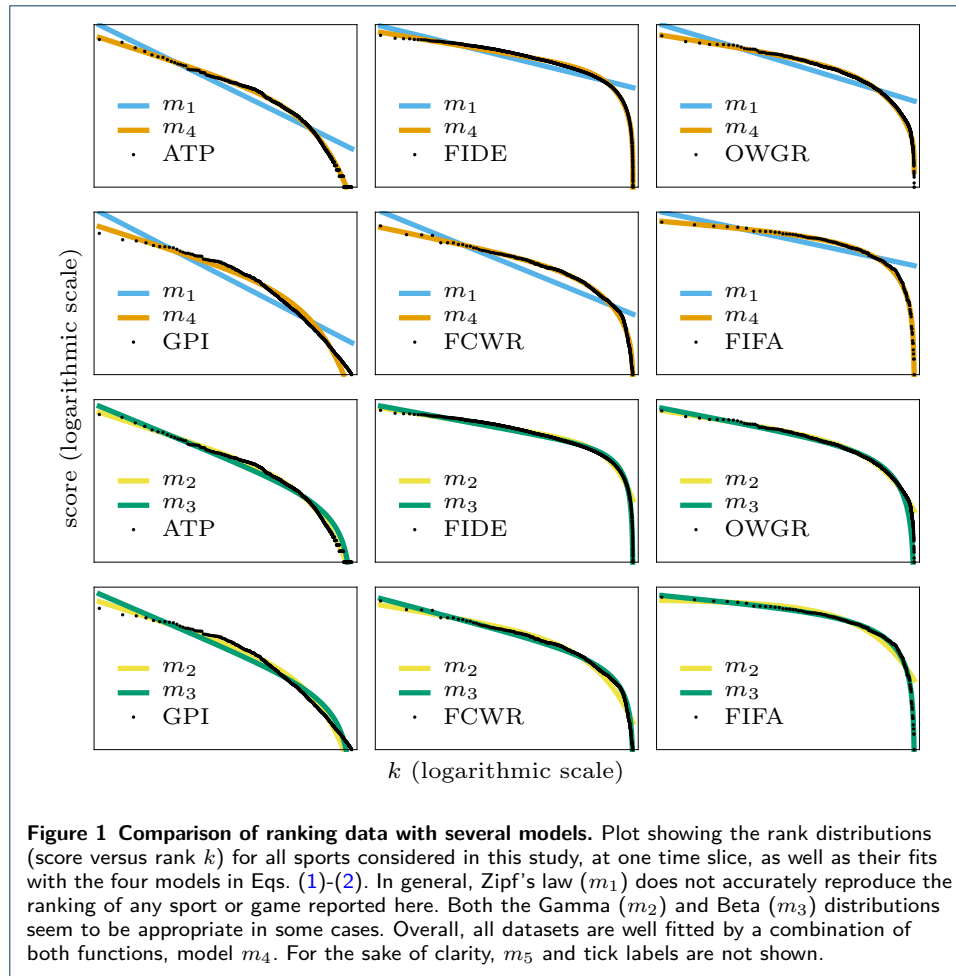 score (logarithmic scale)
m₁
m₄
ATP
m₁
m₄
FIDE
m₁
m₄
OWGR
m₁
m₄
GPI
m₁
m₄
FCWR
m₁
m₄
FIFA
m₂
m₃
ATP
m₂
m₃
FIDE
m₂
m₃
OWGR
m₂
m₃
GPI
m₂
m₃
FCWR
m₂
m₃
FIFA
k (logarithmic scale)
Figure 1 Comparison of ranking data with several models. Plot showing the rank distributions
(score versus rank k) for all sports considered in this study, at one time slice, as well as their fits
with the four models in Eqs. (1)-(2). In general, Zipf's law (m₁) does not accurately reproduce the
ranking of any sport or game reported here. Both the Gamma (m₂) and Beta (m₃) distributions
seem to be appropriate in some cases. Overall, all datasets are well fitted by a combination of
both functions, model m₄. For the sake of clarity, m₅ and tick labels are not shown.